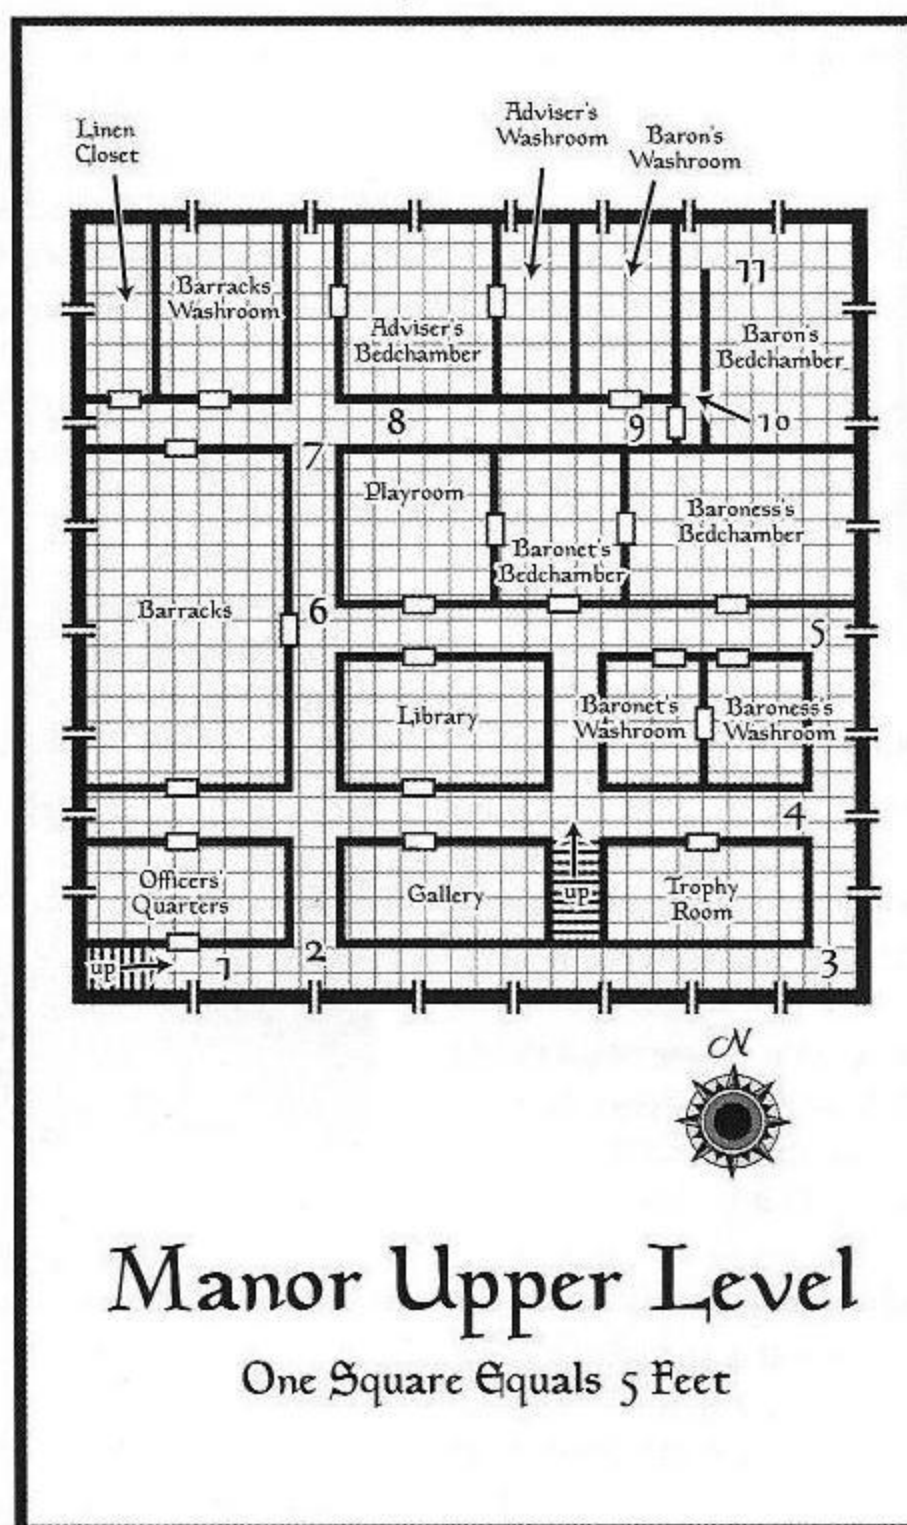 Linen
Closet
Adviser's
Washroom
Baron's
Washroom
Barracks'
Washroom
Adviser's
Bedchamber
11
Baron's
Bedchamber
10
8
9
7
Playroom
Baronet's
Bedchamber
Baroness's
Bedchamber
Barracks
6
5
Library
Baronet's
Washroom
Baroness's
Washroom
4
Officers'
Quarters
Gallery
up
Trophy
Room
up
1
2
3
N
Manor Upper Level
One Square Equals 5 Feet